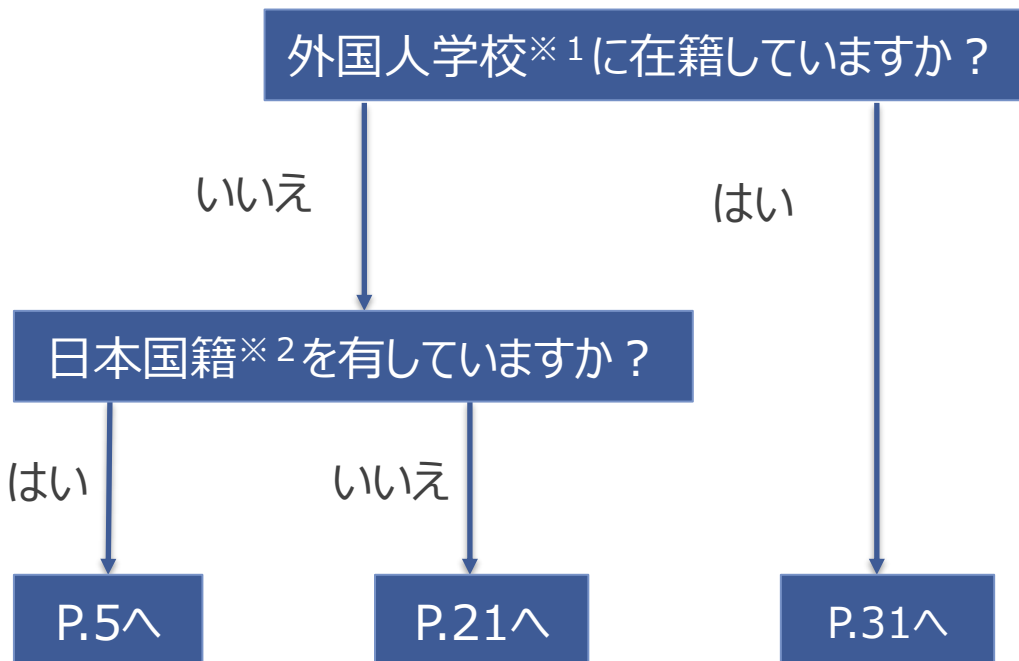 外国人学校※1に在籍していますか？
いいえ
はい
日本国籍※2を有していますか？
はい
いいえ
P.5へ
P.21へ
P.31へ